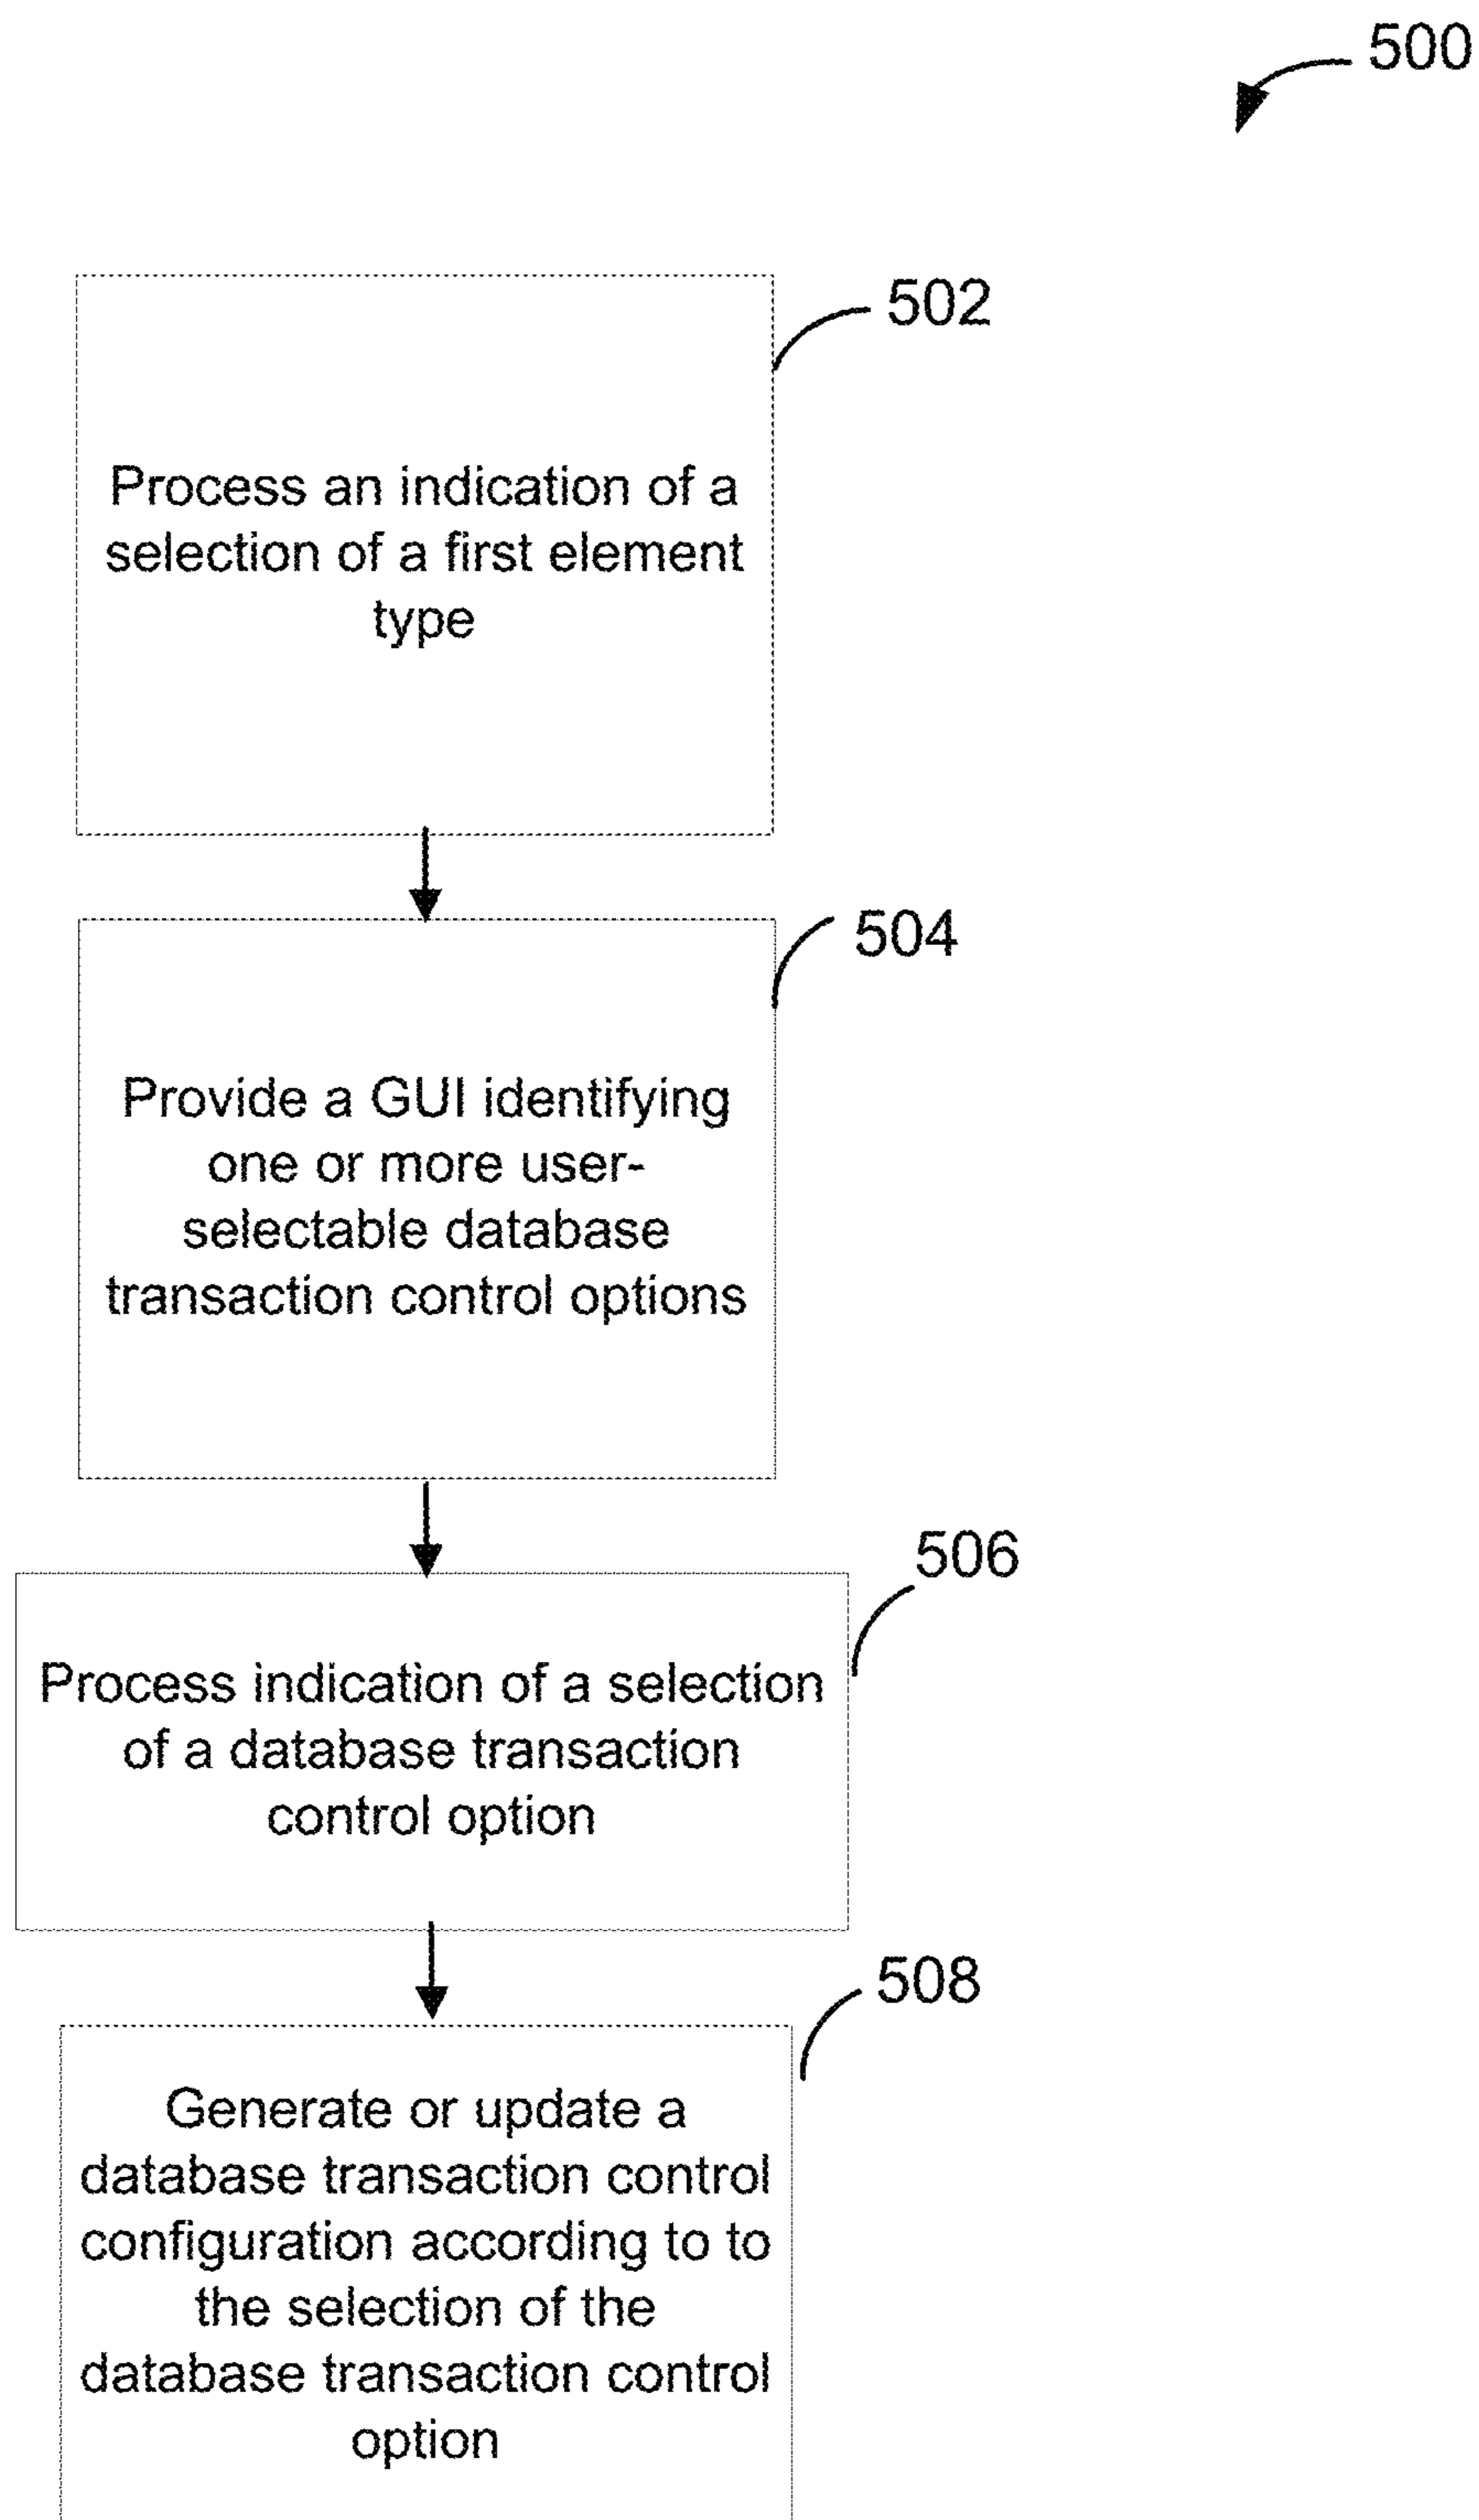 500
502
Process an indication of a
selection of a first element
type
504
Provide a GUI identifying
one or more user-
selectable database
transaction control options
506
Process indication of a selection
of a database transaction
control option
508
Generate or update a
database transaction control
configuration according to to
the selection of the
database transaction control
option